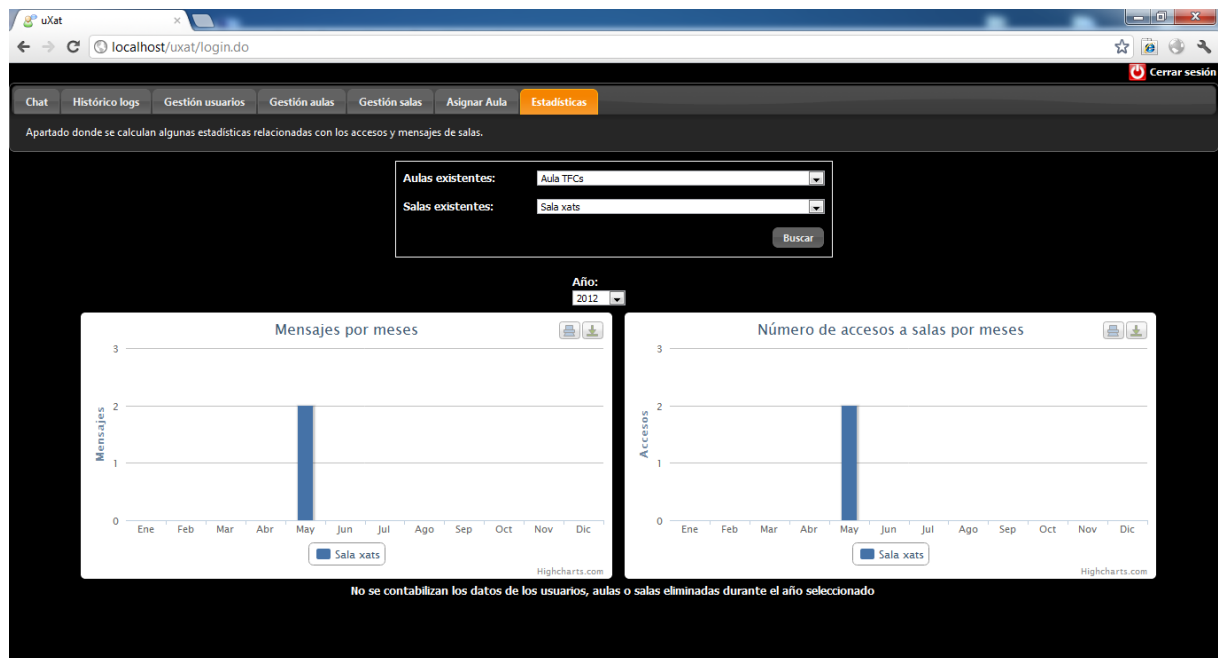 uXat
localhost/uxat/login.do
Cerrar sesión
Chat Histórico logs Gestión usuarios Gestión aulas Gestión salas Asignar Aula Estadísticas
Apartado donde se calculan algunas estadísticas relacionadas con los accesos y mensajes de salas.
Aulas existentes: Aula TFCs
Salas existentes: Sala xats
Buscar
Año:
2012
Mensajes por meses
Mensajes
3
2
1
0
Ene Feb Mar Abr May Jun Jul Ago Sep Oct Nov Dic
Sala xats
Highcharts.com
Número de accesos a salas por meses
Accesos
3
2
1
0
Ene Feb Mar Abr May Jun Jul Ago Sep Oct Nov Dic
Sala xats
Highcharts.com
No se contabilizan los datos de los usuarios, aulas o salas eliminadas durante el año seleccionado